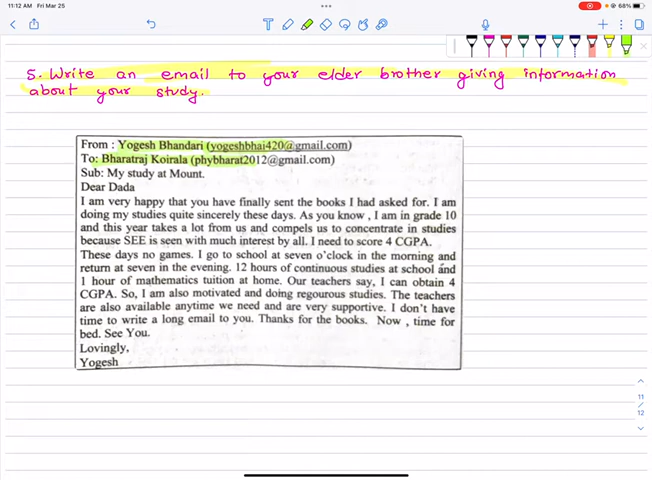 11:12 AM Fri Mar 25
68%
5. Write an email to your elder brother giving information
about your study.
From : Yogesh Bhandari (yogeshbhai420@gmail.com)
To: Bharatraj Koirala (phybharat2012@gmail.com)
Sub: My study at Mount.
Dear Dada
I am very happy that you have finally sent the books I had asked for. I am
doing my studies quite sincerely these days. As you know , I am in grade 10
and this year takes a lot from us and compels us to concentrate in studies
because SEE is seen with much interest by all. I need to score 4 CGPA.
These days no games. I go to school at seven o'clock in the morning and
return at seven in the evening. 12 hours of continuous studies at school and
1 hour of mathematics tuition at home. Our teachers say, I can obtain 4
CGPA. So, I am also motivated and doing regourous studies. The teachers
are also available anytime we need and are very supportive. I don't have
time to write a long email to you. Thanks for the books. Now , time for
bed. See You.
Lovingly,
Yogesh
11
/
12